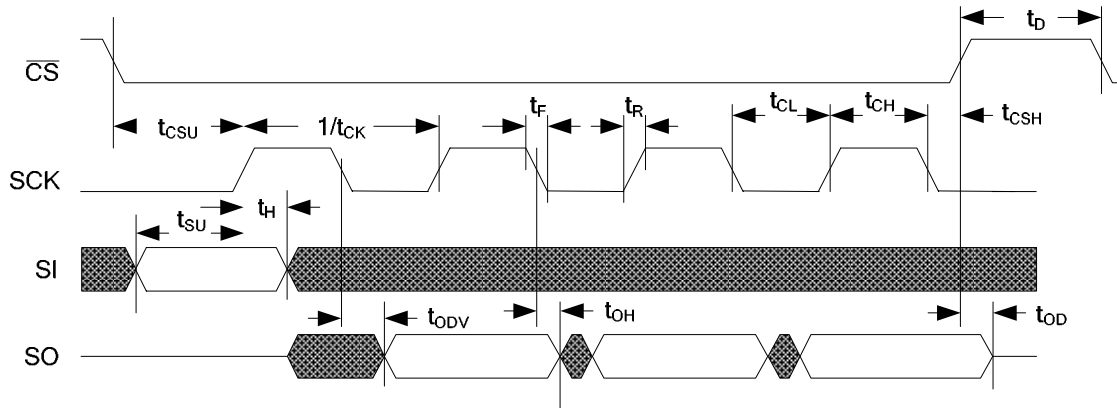 tD
CS
tF tR tCL tCH
tCSU 1/tCK tCSH
SCK
tSU tH
SI
tODV tOH tOD
SO